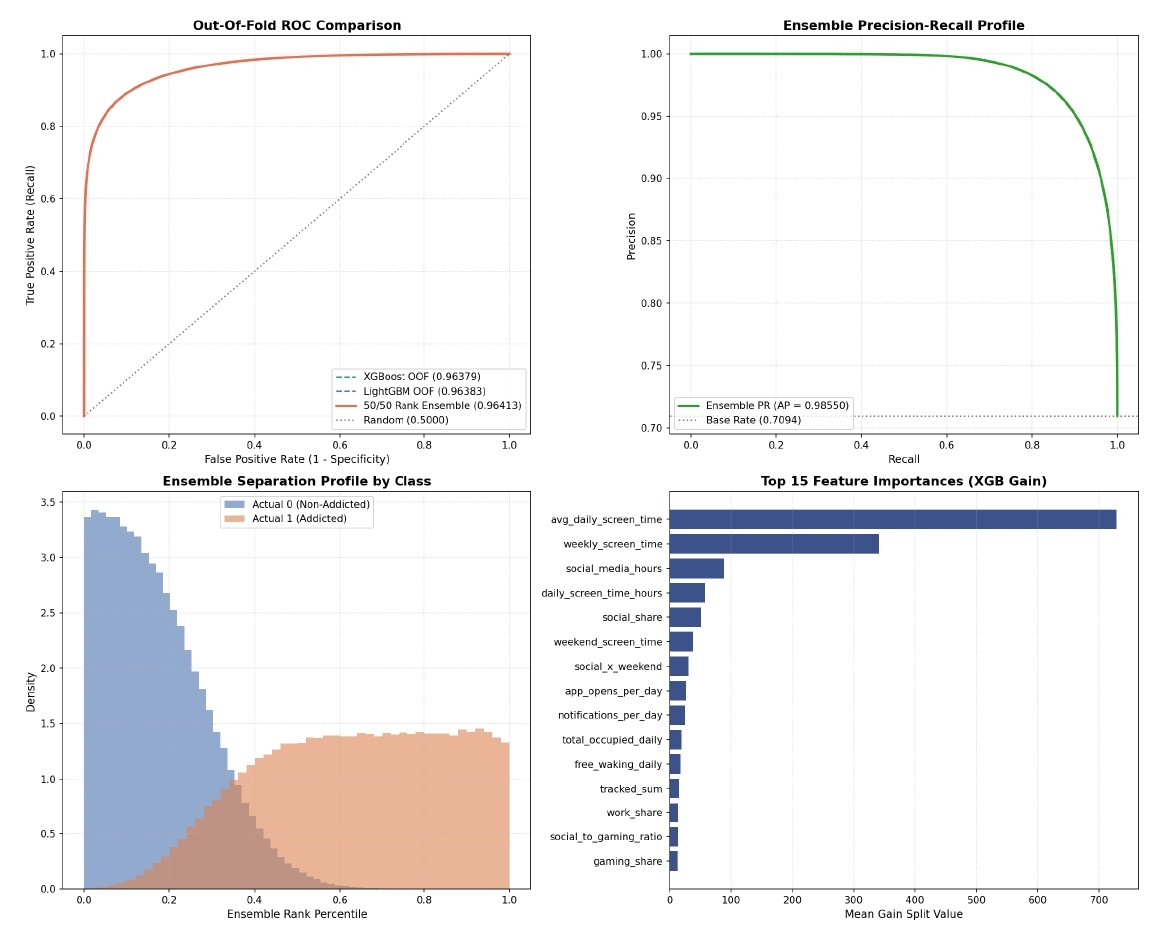 Out-Of-Fold ROC Comparison
True Positive Rate (Recall)
1.0
0.8
0.6
0.4
0.2
0.0
XGBoost OOF (0.96379)
LightGBM OOF (0.96383)
50/50 Rank Ensemble (0.96413)
Random (0.5000)
0.0 0.2 0.4 0.6 0.8 1.0
False Positive Rate (1 - Specificity)
Ensemble Precision-Recall Profile
Precision
1.00
0.95
0.90
0.85
0.80
0.75
0.70
Ensemble PR (AP = 0.98550)
Base Rate (0.7094)
0.0 0.2 0.4 0.6 0.8 1.0
Recall
Ensemble Separation Profile by Class
Density
3.5
3.0
2.5
2.0
1.5
1.0
0.5
0.0
Actual 0 (Non-Addicted)
Actual 1 (Addicted)
0.0 0.2 0.4 0.6 0.8 1.0
Ensemble Rank Percentile
Top 15 Feature Importances (XGB Gain)
avg_daily_screen_time
weekly_screen_time
social_media_hours
daily_screen_time_hours
social_share
weekend_screen_time
social_x_weekend
app_opens_per_day
notifications_per_day
total_occupied_daily
free_waking_daily
tracked_sum
work_share
social_to_gaming_ratio
gaming_share
0 100 200 300 400 500 600 700
Mean Gain Split Value